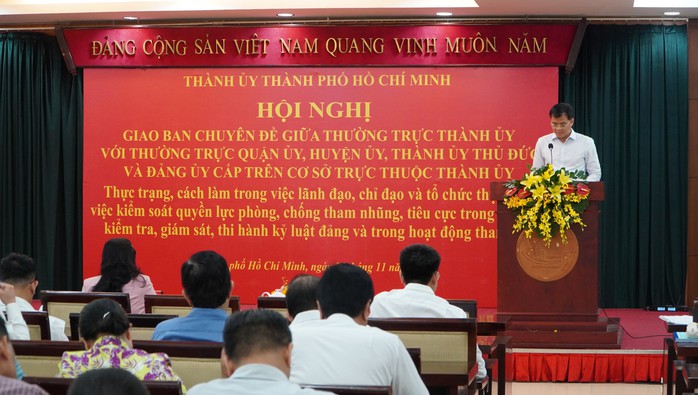 ĐẢNG CỘNG SẢN VIỆT NAM QUANG VINH MUÔN NĂM
THÀNH ỦY THÀNH PHỐ HỒ CHÍ MINH
HỘI NGHỊ
GIAO BAN CHUYÊN ĐỀ GIỮA THƯỜNG TRỰC THÀNH ỦY
VỚI THƯỜNG TRỰC QUẬN ỦY, HUYỆN ỦY, THÀNH ỦY THỦ ĐỨC
VÀ ĐẢNG ỦY CẤP TRÊN CƠ SỞ TRỰC THUỘC THÀNH ỦY
Thực trạng, cách làm trong việc lãnh đạo, chỉ đạo và tổ chức
việc kiểm soát quyền lực phòng, chống tham nhũng, tiêu cực trong
kiểm tra, giám sát, thi hành kỷ luật đảng và trong hoạt động
phố Hồ Chí Minh, 11